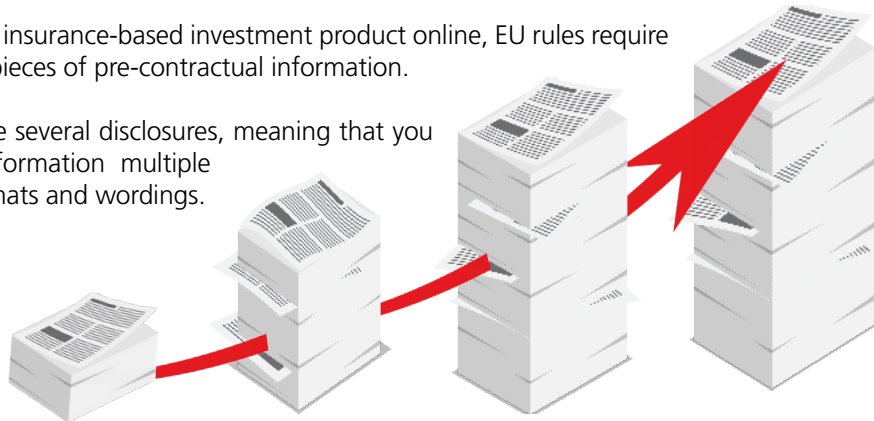 insurance-based investment product online, EU rules require
pieces of pre-contractual information.
e several disclosures, meaning that you
formation multiple
nats and wordings.